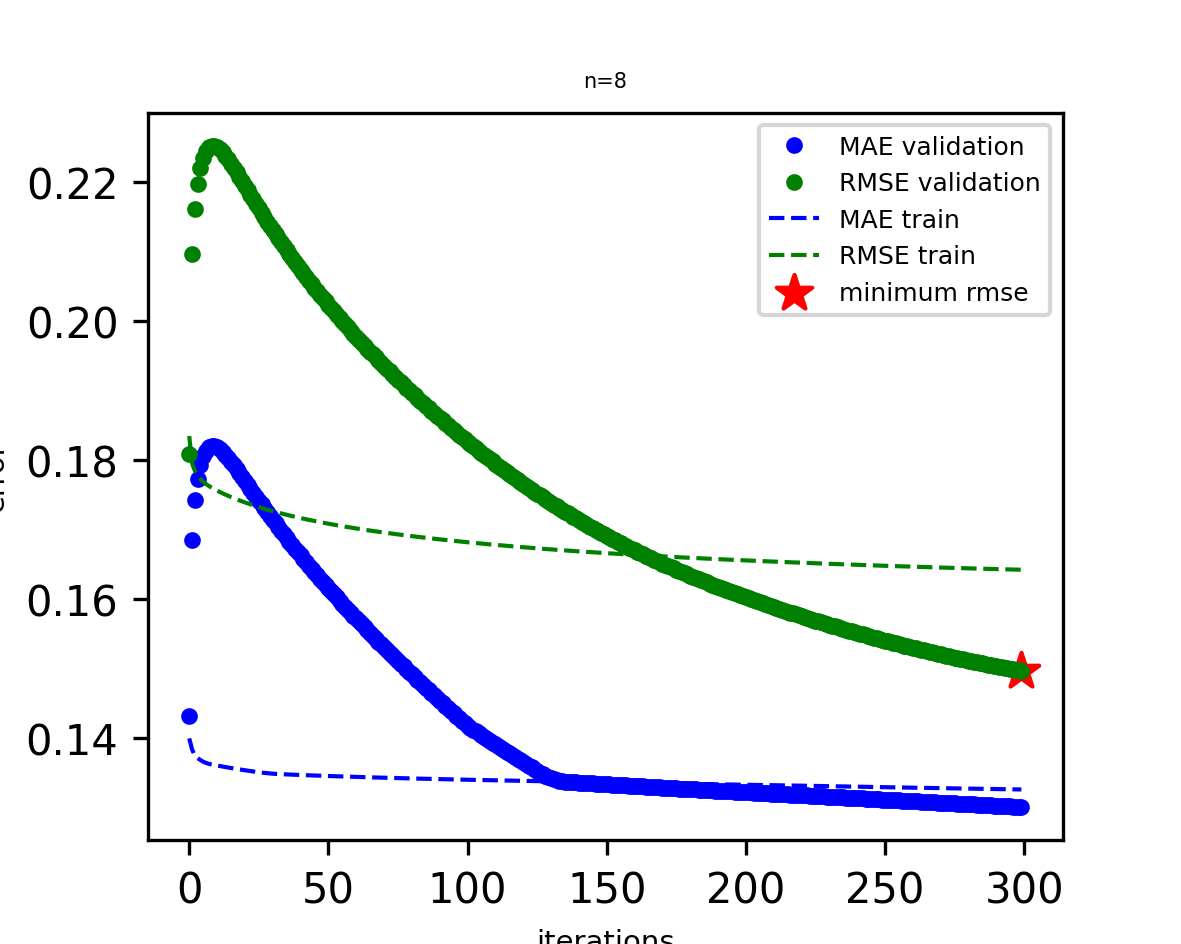 n=8
MAE validation
RMSE validation
MAE train
RMSE train
minimum rmse
0.22
0.20
0.18
0.16
0.14
0 50 100 150 200 250 300
iterations